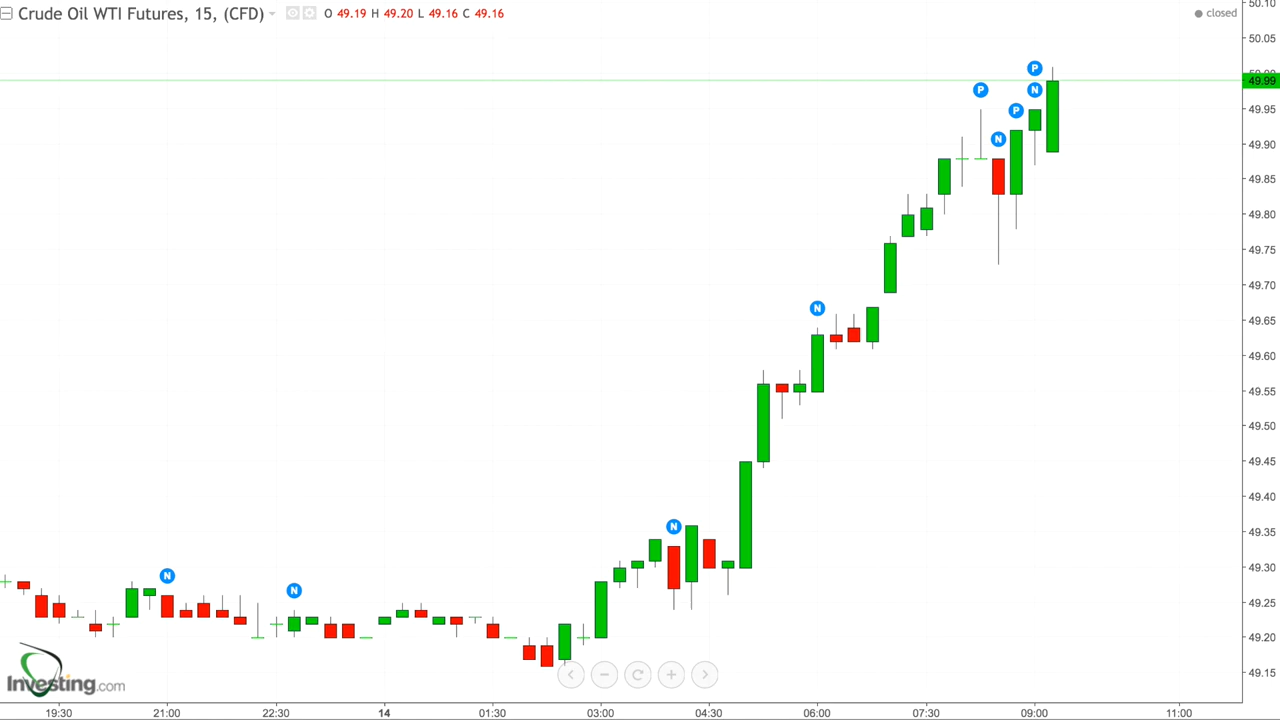 Crude Oil WTI Futures, 15, (CFD) O 49.19 H 49.20 L 49.16 C 49.16
closed
50.10
50.05
49.99
49.95
49.90
49.85
49.80
49.75
49.70
49.65
49.60
49.55
49.50
49.45
49.40
49.35
49.30
49.25
49.20
49.15
P
P
N
P
N
N
N
N
N
Investing.com
19:30 21:00 22:30 14 01:30 03:00 04:30 06:00 07:30 09:00 11:00